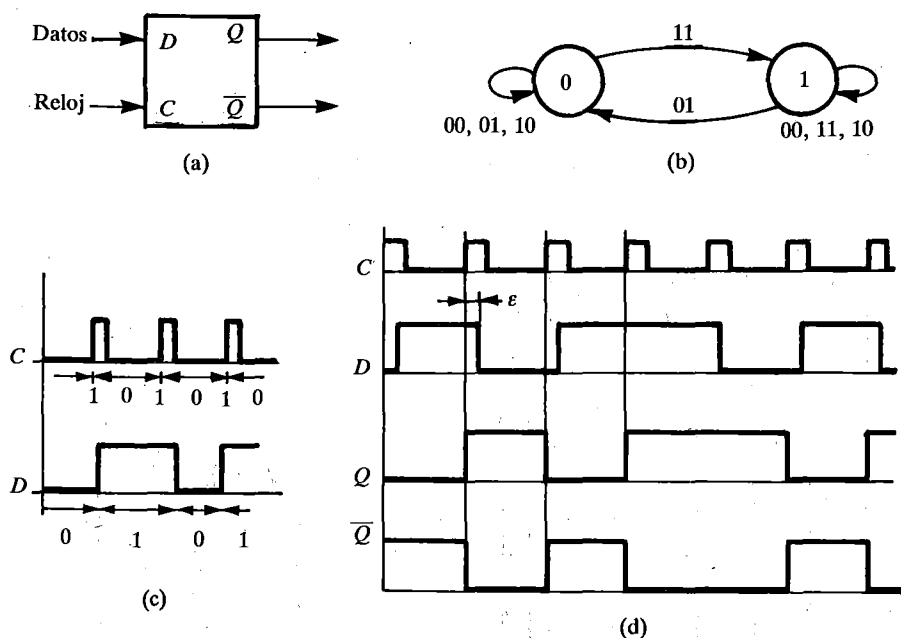 Datos
D
Q
Reloj
C
Q̅
(a)
11
0
1
01
00, 01, 10
00, 11, 10
(b)
C
1 0 1 0 1 0
D
0 1 0 1
(c)
C
ε
D
Q
Q̅
(d)